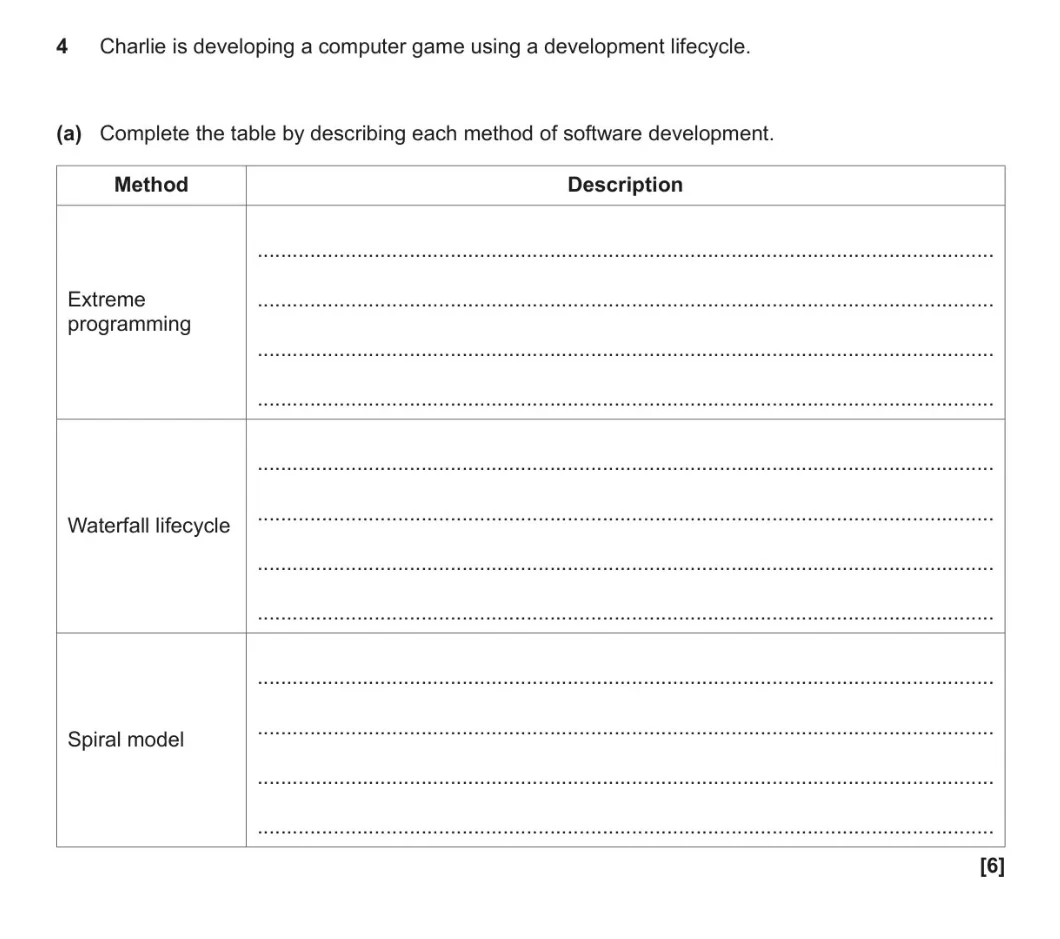 4 Charlie is developing a computer game using a development lifecycle.
(a) Complete the table by describing each method of software development.
Method Description
Extreme
programming
Waterfall lifecycle
Spiral model
[6]